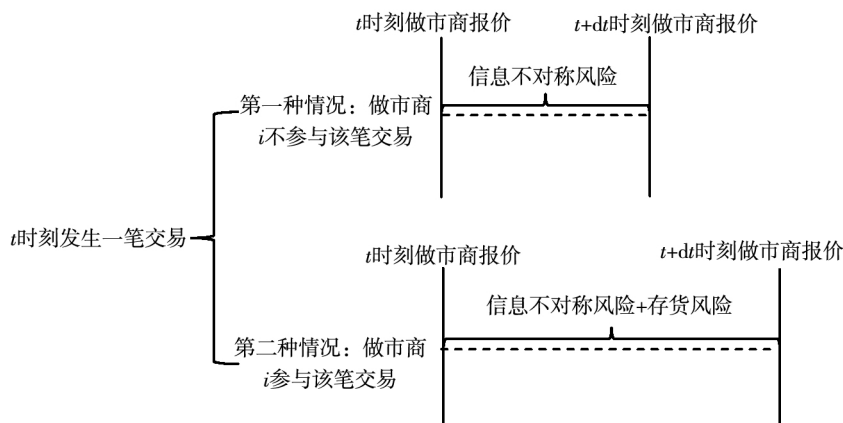 t时刻做市商报价
t+dt时刻做市商报价
信息不对称风险
第一种情况：做市商
i不参与该笔交易
t时刻发生一笔交易
t时刻做市商报价
t+dt时刻做市商报价
信息不对称风险+存货风险
第二种情况：做市商
i参与该笔交易